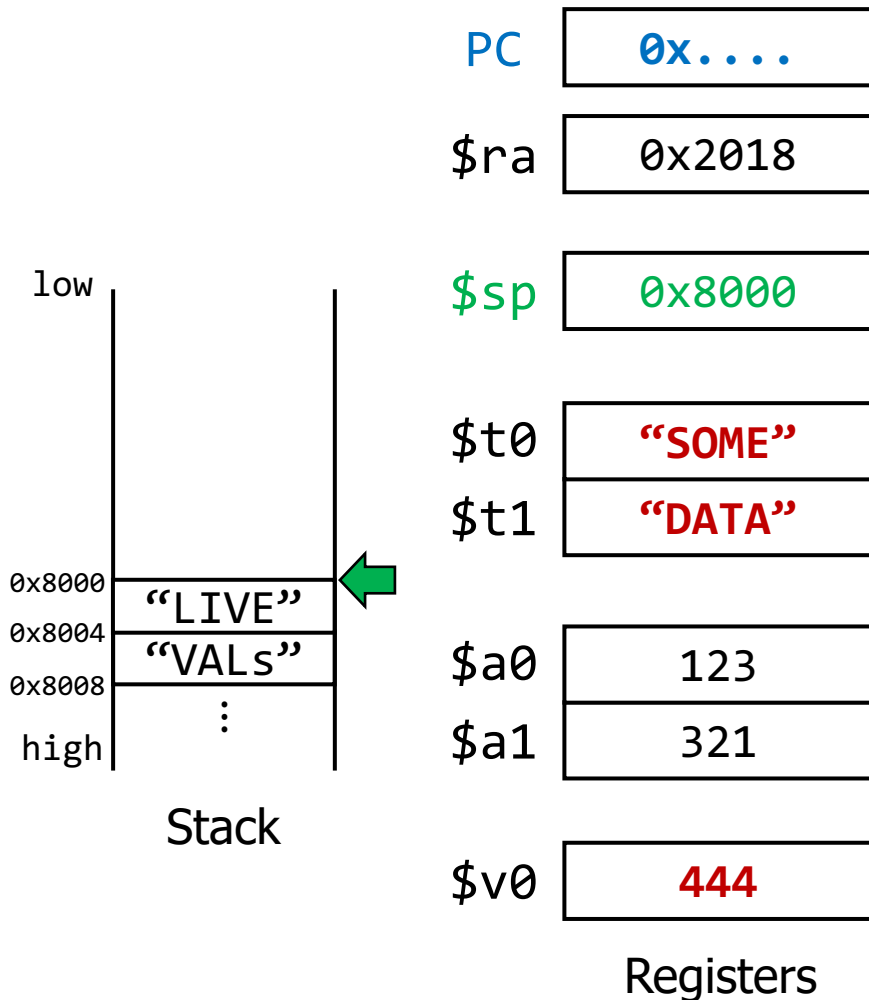 PC 0x....
$ra 0x2018
low
$sp 0x8000
$t0 “SOME”
$t1 “DATA”
0x8000
“LIVE”
0x8004
“VALs”
0x8008
⋮
high
$a0 123
$a1 321
Stack
$v0 444
Registers